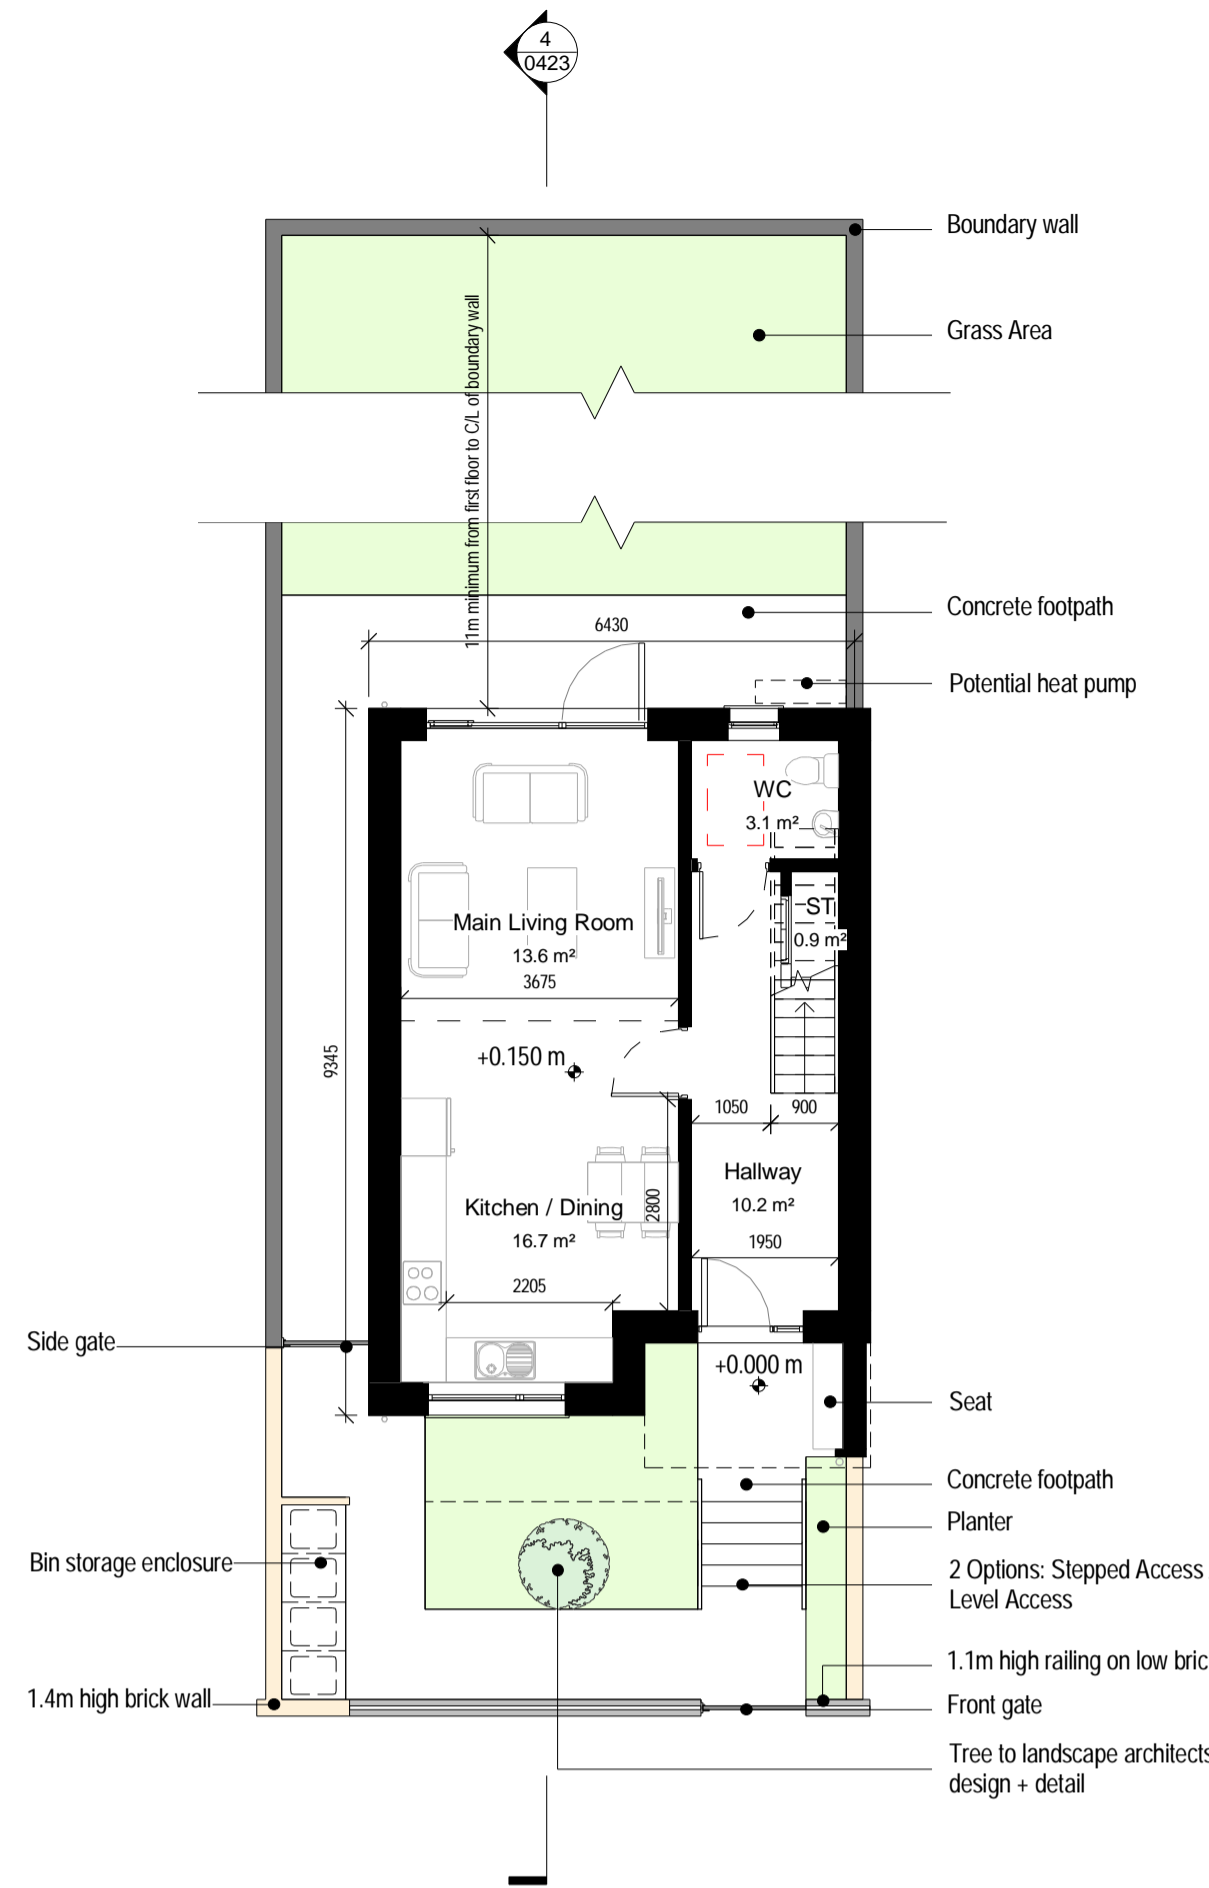 4
0423
Boundary wall
Grass Area
11m minimum from first floor to C/L of boundary wall
Concrete footpath
6430
Potential heat pump
WC
3.1 m²
ST
0.9 m²
Main Living Room
13.6 m²
3675
9345
+0.150 m
1050
900
Hallway
10.2 m²
1950
Kitchen / Dining
16.7 m²
2800
2205
Side gate
+0.000 m
Seat
Concrete footpath
Planter
2 Options: Stepped Access
Level Access
Bin storage enclosure
1.1m high railing on low bric
1.4m high brick wall
Front gate
Tree to landscape architects
design + detail